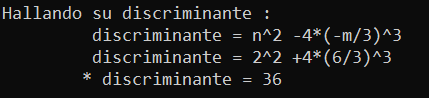 Hallando su discriminante :
discriminante = n^2 -4*(-m/3)^3
discriminante = 2^2 +4*(6/3)^3
* discriminante = 36